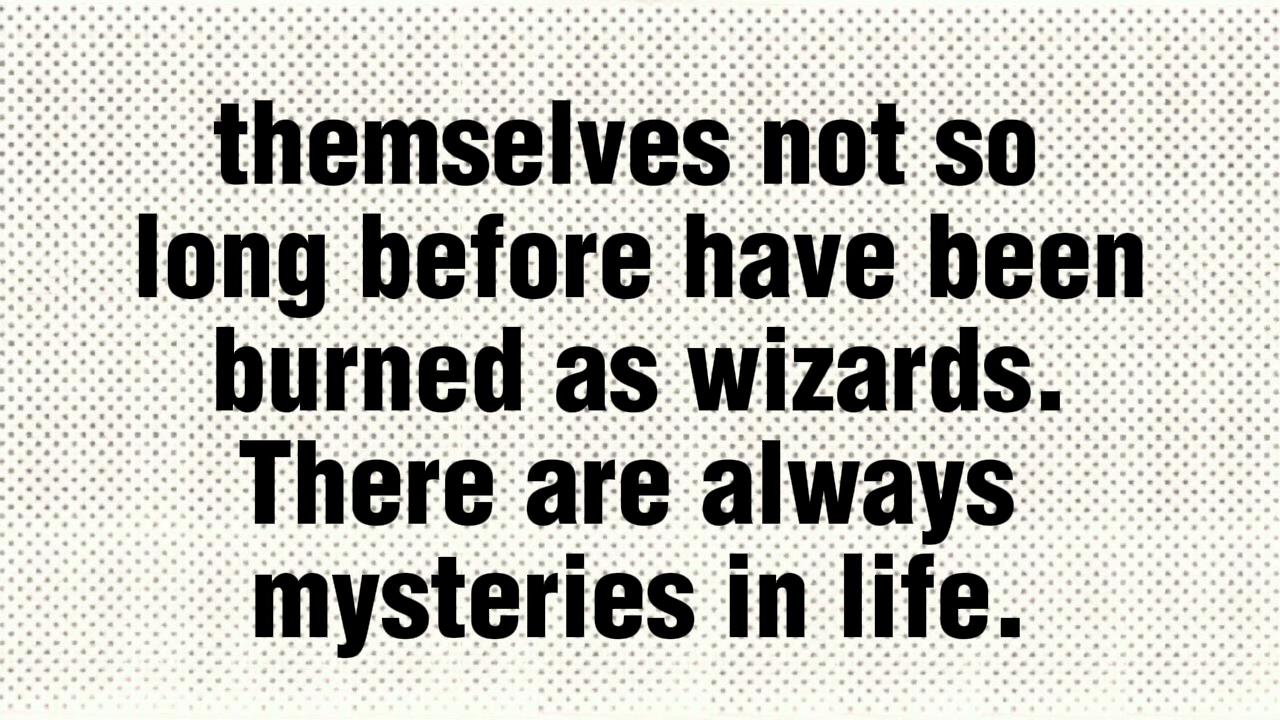 themselves not so
long before have been
burned as wizards.
There are always
mysteries in life.